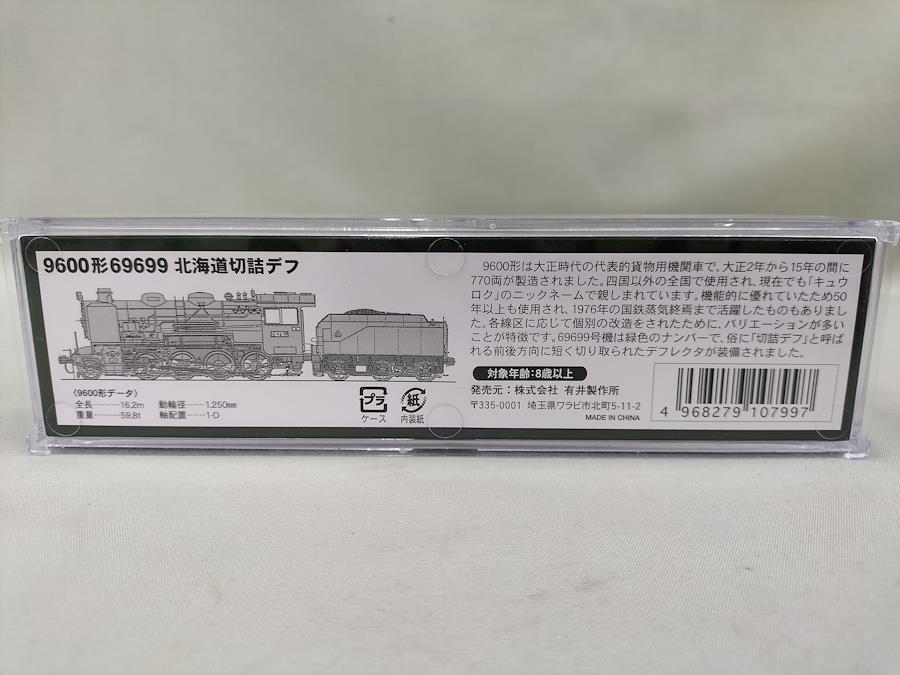 9600形69699 北海道切詰デフ
〈9600形データ〉
全長………16.2m 動輪径……1,250㎜
重量………59.8t 軸配置……1-D
プラ
ケース
紙
内装紙
9600形は大正時代の代表的貨物用機関車で、大正2年から15年の間に
770両が製造されました。四国以外の全国で使用され、現在でも「キュウ
ロク」のニックネームで親しまれています。機能的に優れていたため50
年以上も使用され、1976年の国鉄蒸気終焉まで活躍したものもありまし
た。各線区に応じて個別の改造をされたために、バリエーションが多い
ことが特徴です。69699号機は緑色のナンバーで、俗に「切詰デフ」と呼ば
れる前後方向に短く切り取られたデフレクタが装備されました。
対象年齢:8歳以上
発売元:株式会社 有井製作所
〒335-0001 埼玉県ワラビ市北町5-11-2
MADE IN CHINA
4 968279 107997